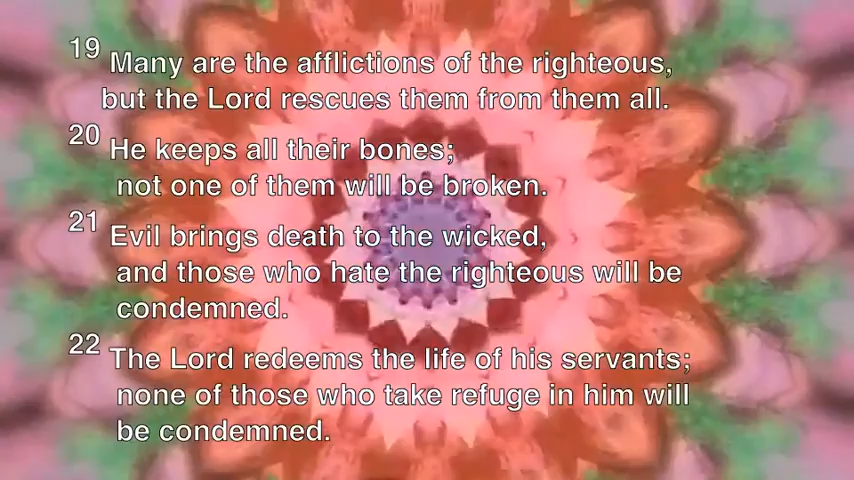 19 Many are the afflictions of the righteous,
but the Lord rescues them from them all.
20 He keeps all their bones;
not one of them will be broken.
21 Evil brings death to the wicked,
and those who hate the righteous will be
condemned.
22 The Lord redeems the life of his servants;
none of those who take refuge in him will
be condemned.